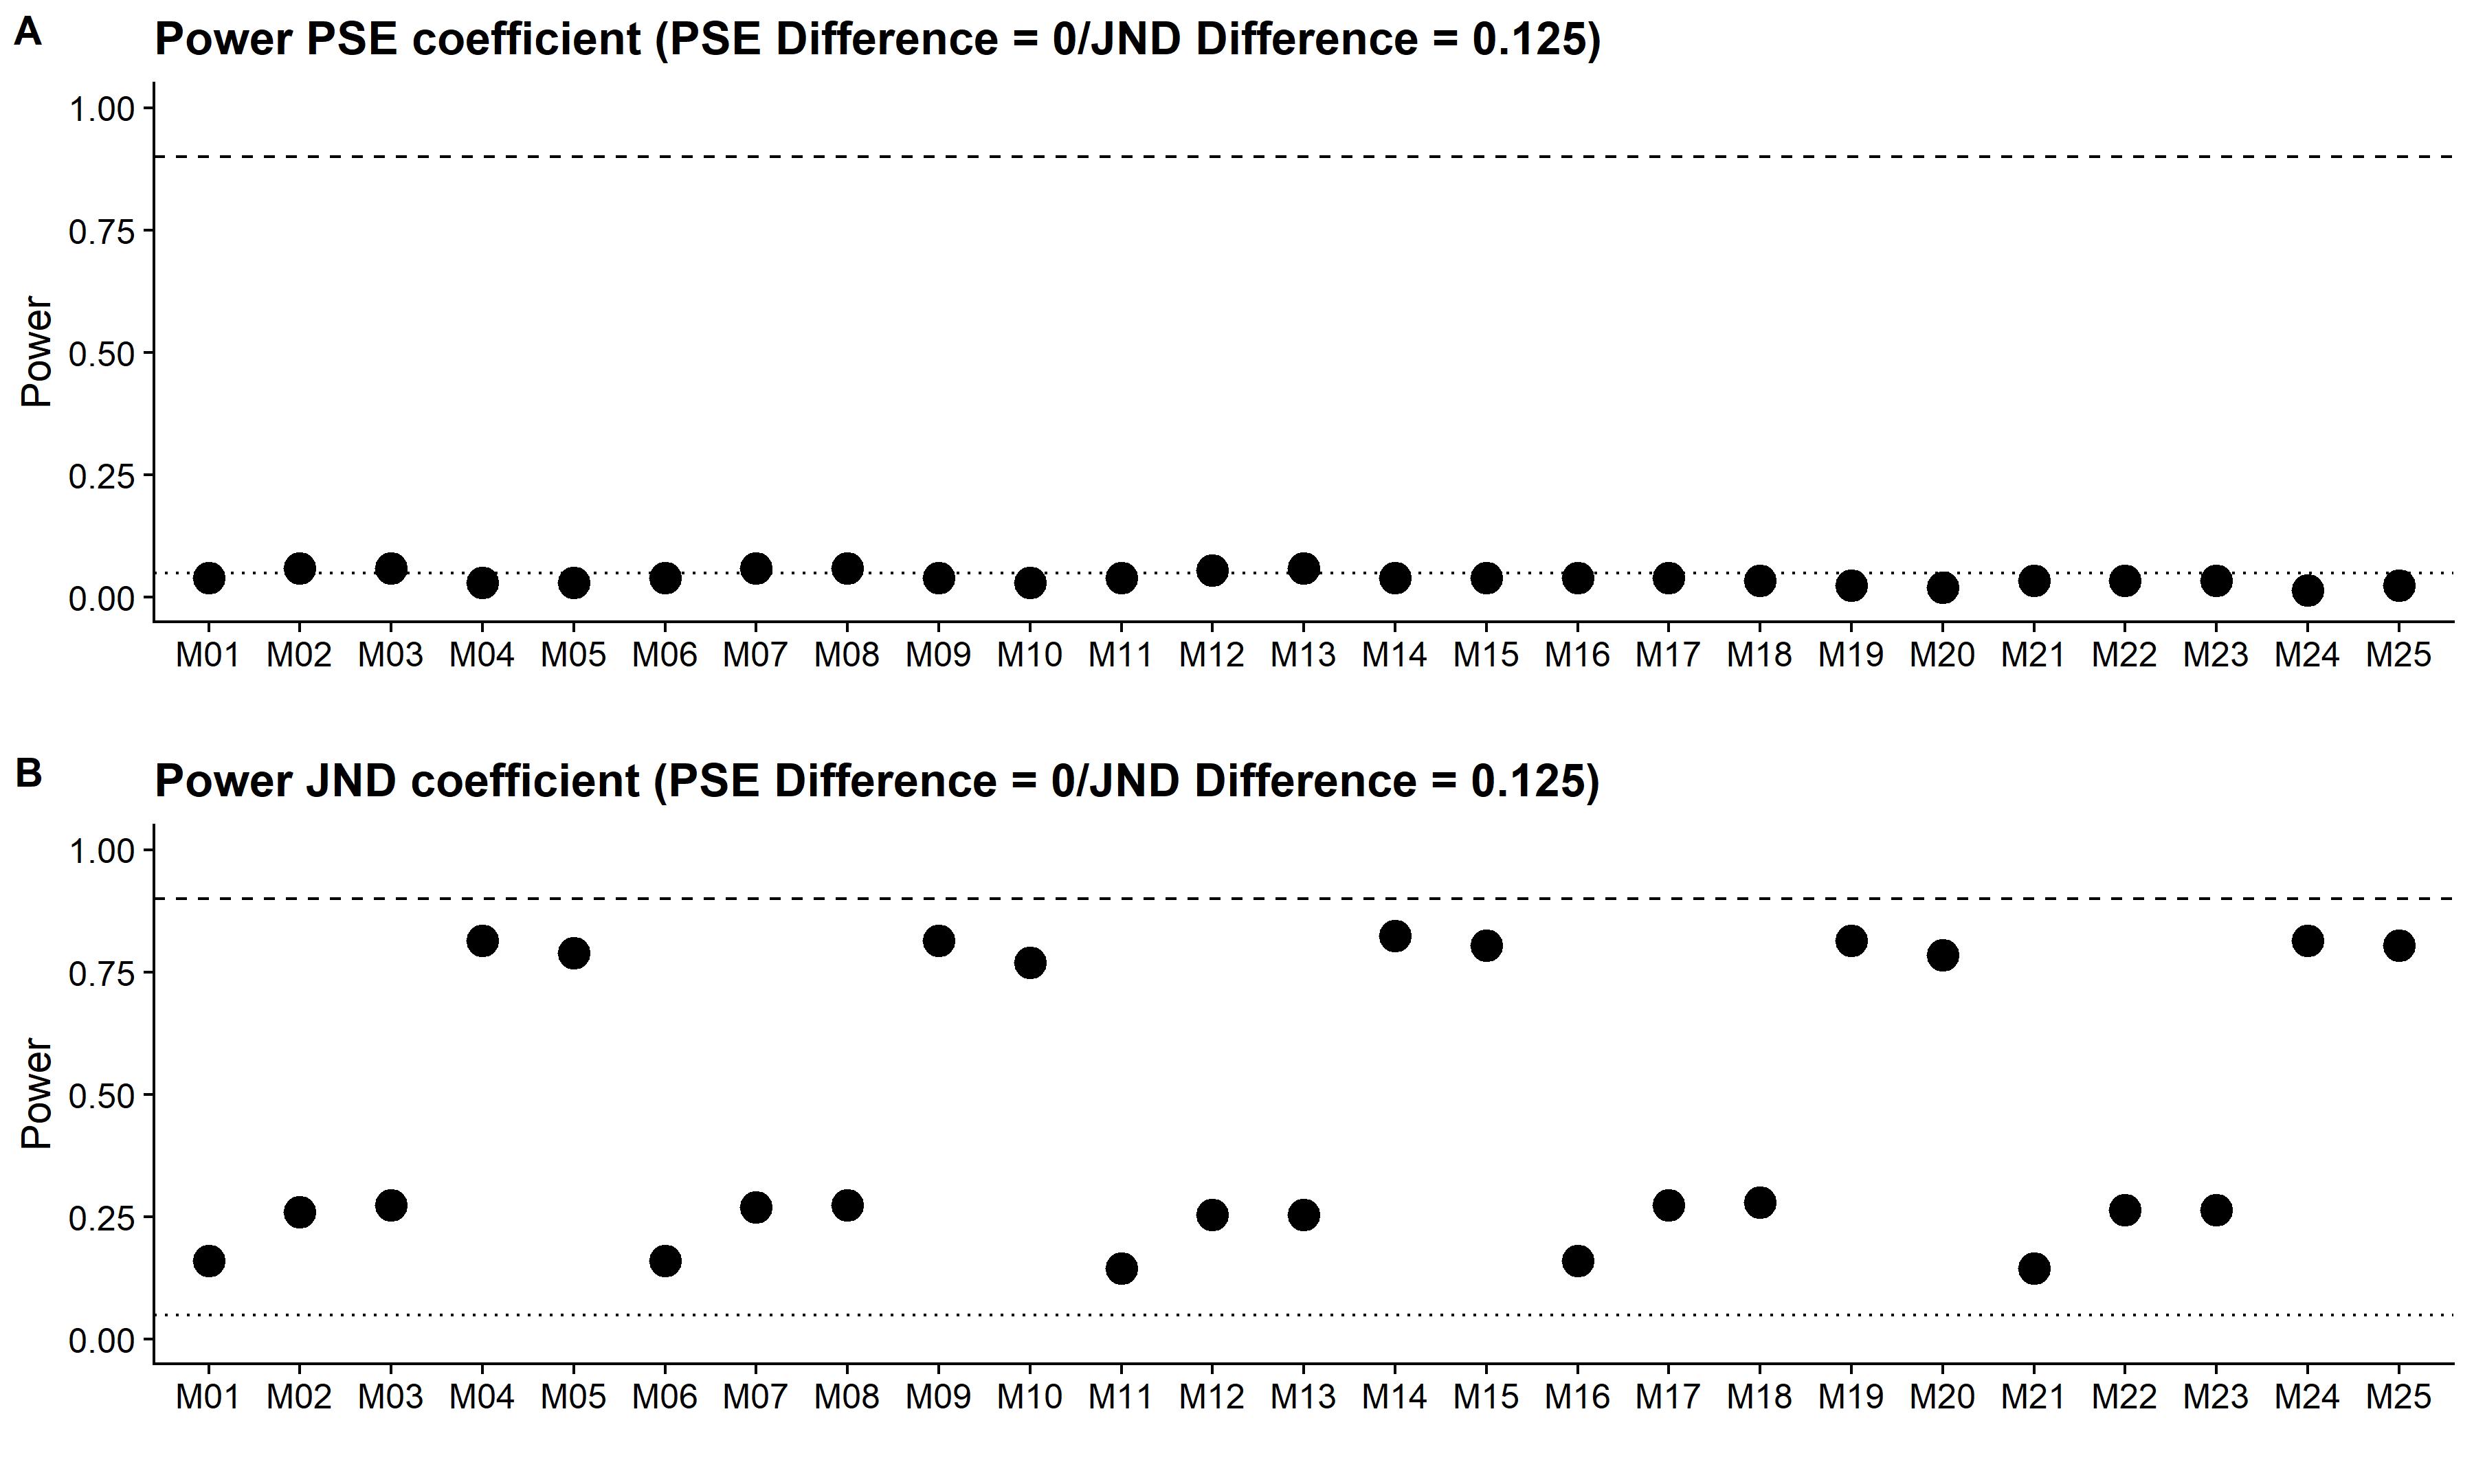 A
Power PSE coefficient (PSE Difference = 0/JND Difference = 0.125)
1.00
0.75
0.50
0.25
0.00
Power
M01 M02 M03 M04 M05 M06 M07 M08 M09 M10 M11 M12 M13 M14 M15 M16 M17 M18 M19 M20 M21 M22 M23 M24 M25
B
Power JND coefficient (PSE Difference = 0/JND Difference = 0.125)
1.00
0.75
0.50
0.25
0.00
Power
M01 M02 M03 M04 M05 M06 M07 M08 M09 M10 M11 M12 M13 M14 M15 M16 M17 M18 M19 M20 M21 M22 M23 M24 M25